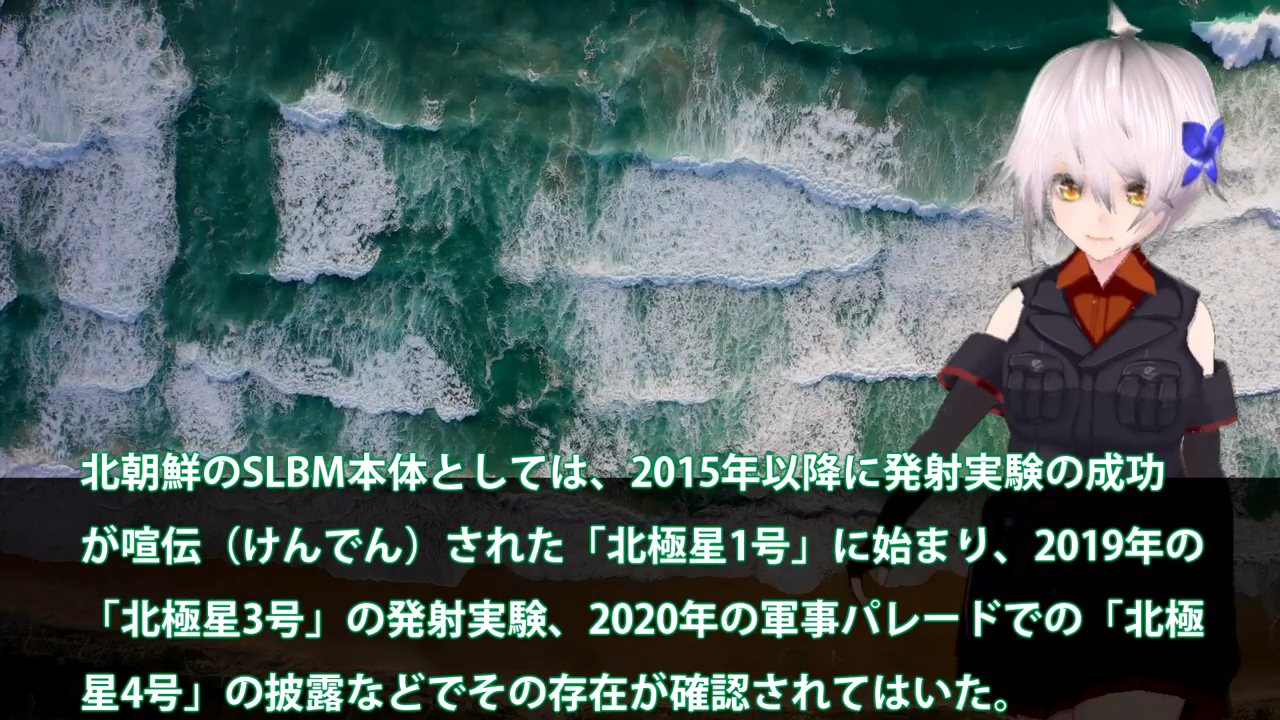 北朝鮮のSLBM本体としては、2015年以降に発射実験の成功
が喧伝（けんでん）された「北極星1号」に始まり、2019年の
「北極星3号」の発射実験、2020年の軍事パレードでの「北極
星4号」の披露などでその存在が確認されてはいた。